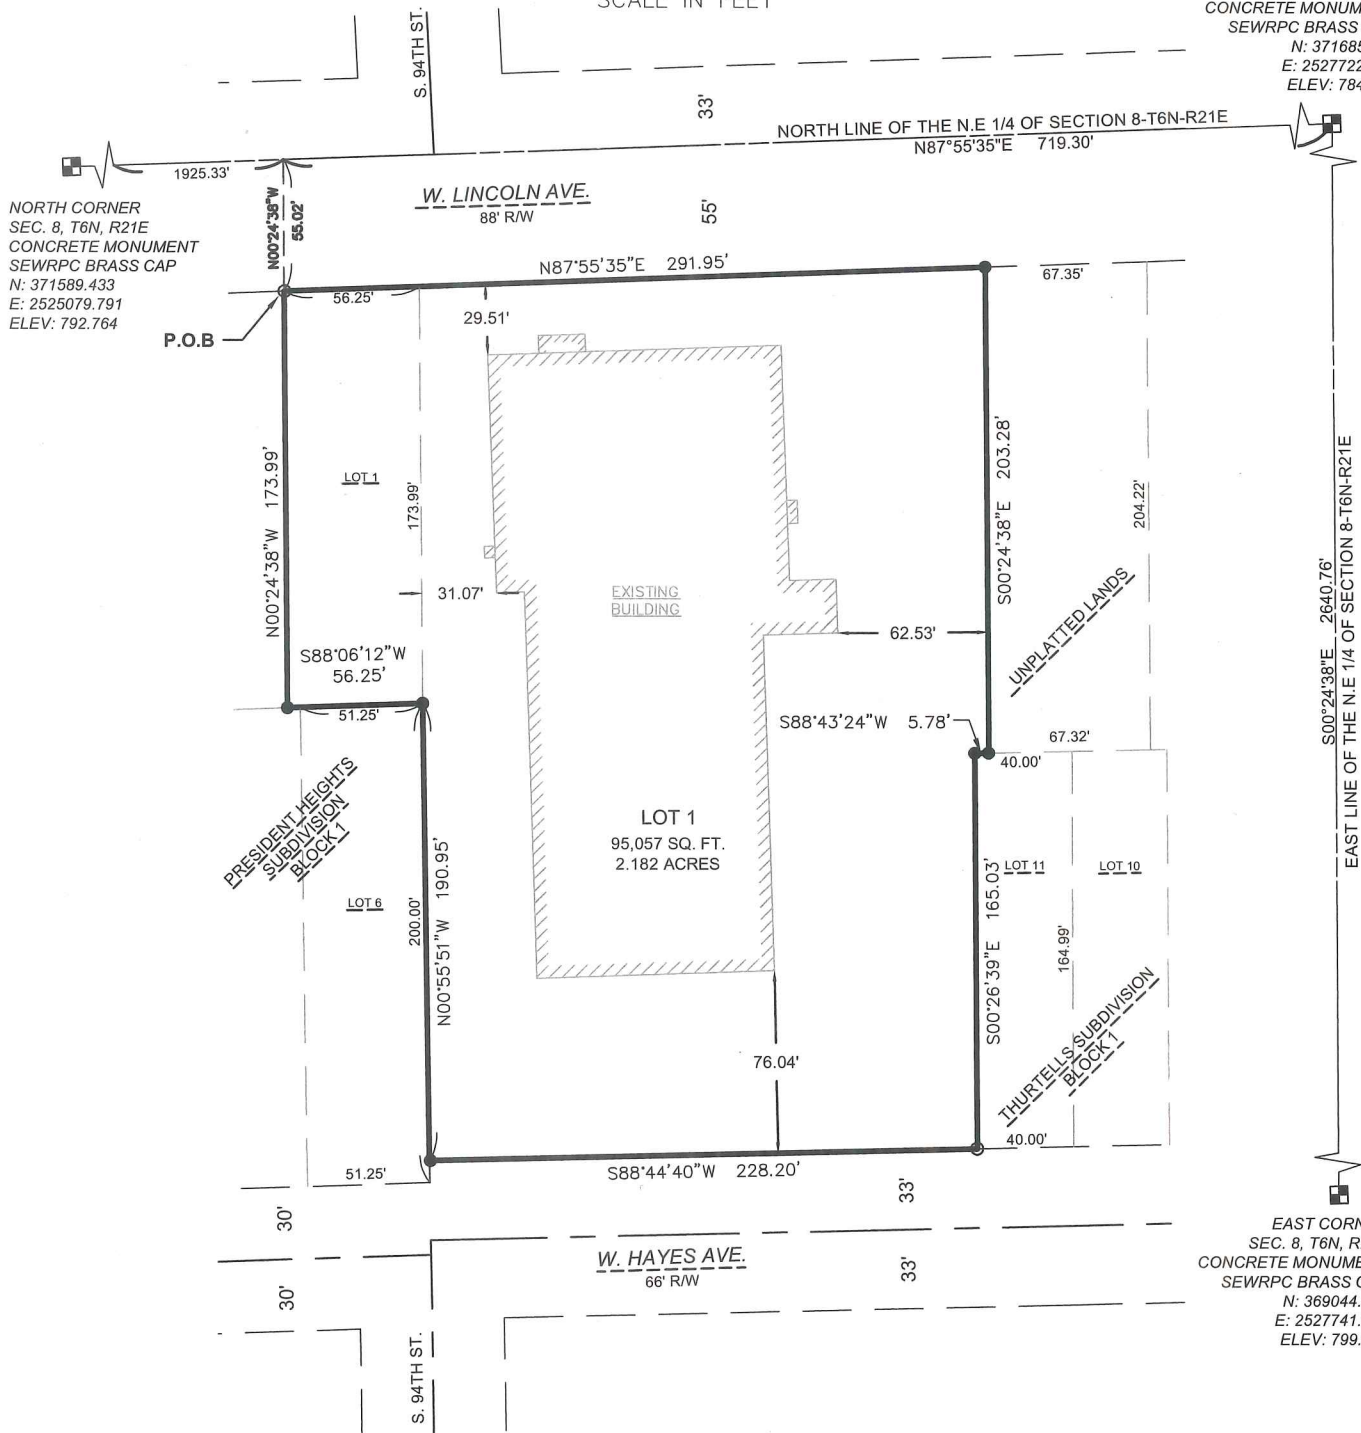 SCALE IN FEET
CONCRETE MONUM
SEWRPC BRASS
N: 371685
E: 2527722
ELEV: 784
S. 94TH ST.
33'
NORTH LINE OF THE N.E 1/4 OF SECTION 8-T6N-R21E
N87°55'35"E 719.30'
1925.33'
W. LINCOLN AVE.
88' R/W
55'
N00°24'38"W
55.02'
NORTH CORNER
SEC. 8, T6N, R21E
CONCRETE MONUMENT
SEWRPC BRASS CAP
N: 371589.433
E: 2525079.791
ELEV: 792.764
P.O.B
N87°55'35"E 291.95'
67.35'
56.25'
29.51'
N00°24'38"W 173.99'
LOT 1
173.99'
31.07'
EXISTING
BUILDING
S00°24'38"E 203.28'
204.22'
62.53'
UNPLATTED LANDS
S88°06'12"W
56.25'
51.25'
S88°43'24"W 5.78'
67.32'
40.00'
S00°24'38"E 2640.76'
EAST LINE OF THE N.E 1/4 OF SECTION 8-T6N-R21E
PRESIDENT HEIGHTS
SUBDIVISION
BLOCK 1
LOT 1
95,057 SQ. FT.
2.182 ACRES
LOT 6
200.00'
N00°55'51"W 190.95'
S00°26'39"E 165.03'
LOT 11
LOT 10
164.99'
THURTELLS SUBDIVISION
BLOCK 1
76.04'
40.00'
51.25'
S88°44'40"W 228.20'
30'
33'
W. HAYES AVE.
66' R/W
30'
33'
S. 94TH ST.
EAST CORN
SEC. 8, T6N, R
CONCRETE MONUME
SEWRPC BRASS C
N: 369044.
E: 2527741.
ELEV: 799.